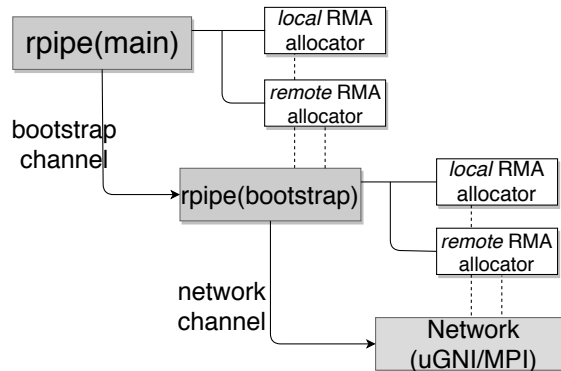 rpipe(main)
local RMA
allocator
remote RMA
allocator
bootstrap
channel
rpipe(bootstrap)
local RMA
allocator
remote RMA
allocator
network
channel
Network
(uGNI/MPI)